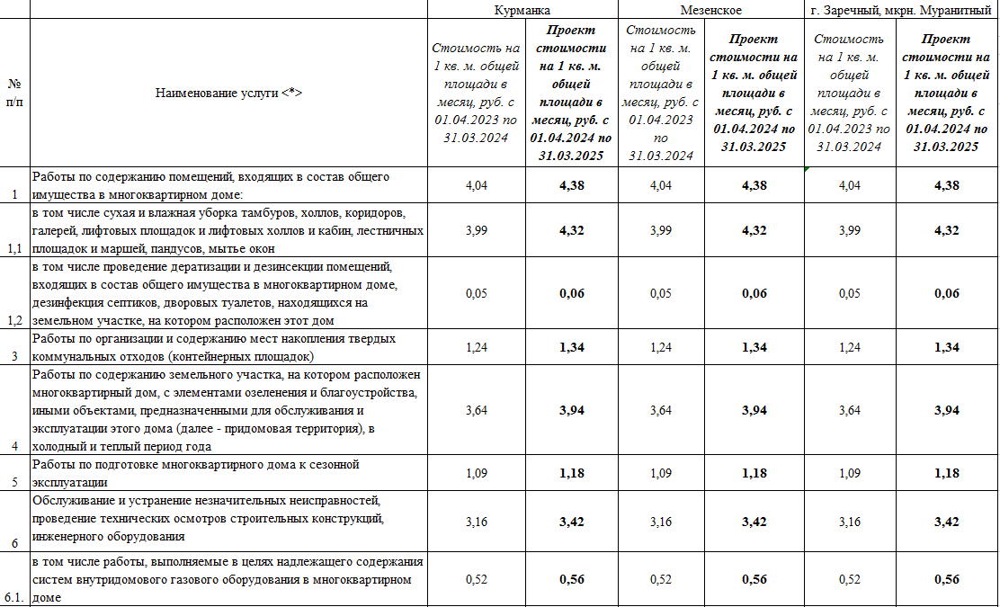 Курманка
Мезенское
г. Заречный, мкрн. Муранитный
№
п/п
Наименование услуги <*>
Стоимость на
1 кв. м. общей
площади в
месяц, руб. с
01.04.2023 по
31.03.2024
Проект
стоимости
на 1 кв. м.
общей
площади в
месяц, руб. с
01.04.2024 по
31.03.2025
Стоимость
на 1 кв. м.
общей
площади в
месяц, руб. с
01.04.2023
по
31.03.2024
Проект
стоимости на
1 кв. м. общей
площади в
месяц, руб. с
01.04.2024 по
31.03.2025
Стоимость
на 1 кв. м.
общей
площади в
месяц, руб. с
01.04.2023 по
31.03.2024
Проект
стоимости на
1 кв. м. общей
площади в
месяц, руб. с
01.04.2024 по
31.03.2025
1
Работы по содержанию помещений, входящих в состав общего
имущества в многоквартирном доме:
4,04
4,38
4,04
4,38
4,04
4,38
1,1
в том числе сухая и влажная уборка тамбуров, холлов, коридоров,
галерей, лифтовых площадок и лифтовых холлов и кабин, лестничных
площадок и маршей, пандусов, мытье окон
3,99
4,32
3,99
4,32
3,99
4,32
1,2
в том числе проведение дератизации и дезинсекции помещений,
входящих в состав общего имущества в многоквартирном доме,
дезинфекция септиков, дворовых туалетов, находящихся на
земельном участке, на котором расположен этот дом
0,05
0,06
0,05
0,06
0,05
0,06
3
Работы по организации и содержанию мест накопления твердых
коммунальных отходов (контейнерных площадок)
1,24
1,34
1,24
1,34
1,24
1,34
4
Работы по содержанию земельного участка, на котором расположен
многоквартирный дом, с элементами озеленения и благоустройства,
иными объектами, предназначенными для обслуживания и
эксплуатации этого дома (далее - придомовая территория), в
холодный и теплый период года
3,64
3,94
3,64
3,94
3,64
3,94
5
Работы по подготовке многоквартирного дома к сезонной
эксплуатации
1,09
1,18
1,09
1,18
1,09
1,18
6
Обслуживание и устранение незначительных неисправностей,
проведение технических осмотров строительных конструкций,
инженерного оборудования
3,16
3,42
3,16
3,42
3,16
3,42
6.1.
в том числе работы, выполняемые в целях надлежащего содержания
систем внутридомового газового оборудования в многоквартирном
доме
0,52
0,56
0,52
0,56
0,52
0,56